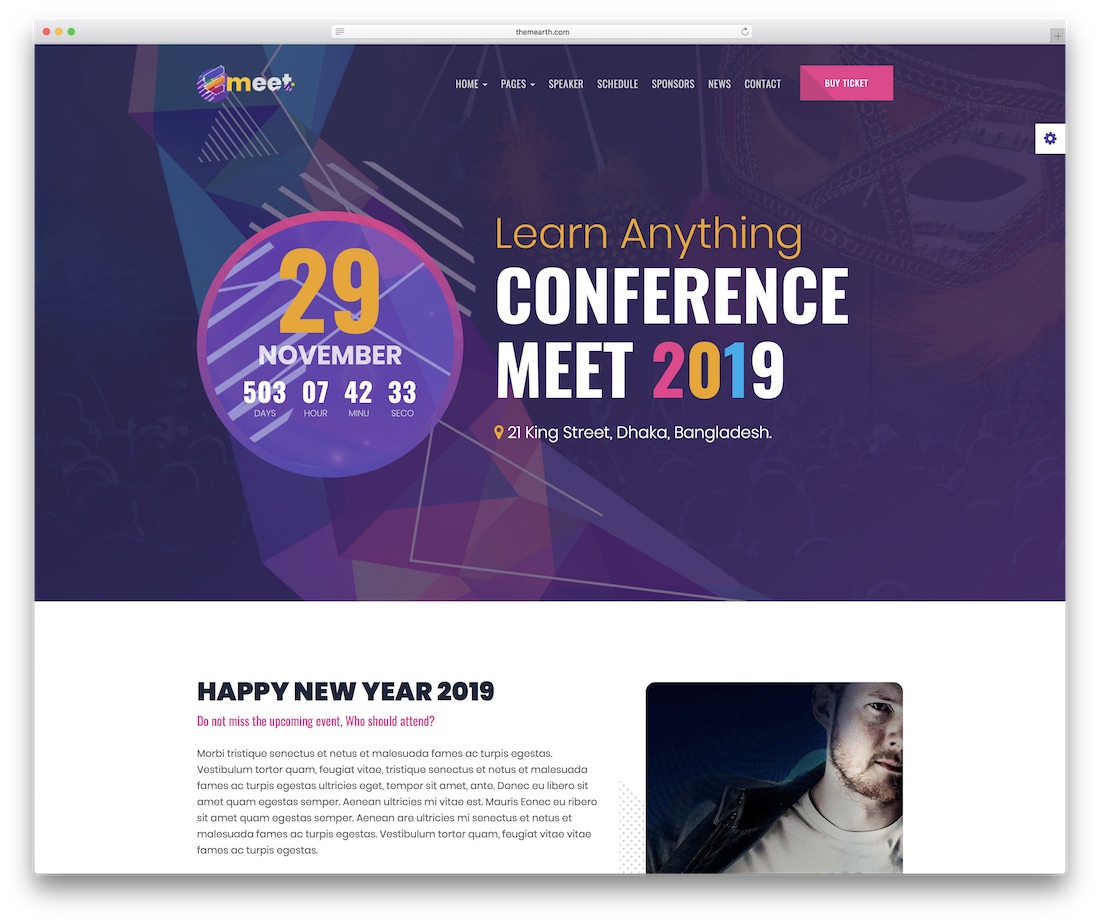 themearth.com
meet
HOME PAGES SPEAKER SCHEDULE SPONSORS NEWS CONTACT BUY TICKET
29
NOVEMBER
503 07 42 33
DAYS HOUR MINU SECO
Learn Anything
CONFERENCE
MEET 2019
21 King Street, Dhaka, Bangladesh.
HAPPY NEW YEAR 2019
Do not miss the upcoming event, Who should attend?
Morbi tristique senectus et netus et malesuada fames ac turpis egestas.
Vestibulum tortor quam, feugiat vitae, tristique senectus et netus et malesuada
fames ac turpis egestas ultricies eget, tempor sit amet, ante. Donec eu libero sit
amet quam egestas semper. Aenean ultricies mi vitae est. Mauris Eonec eu ribero
sit amet quam egestas semper. Aenean are ultricies mi senectus et netus et
malesuada fames ac turpis egestas. Vestibulum tortor quam, feugiat vitae vitae
fames ac turpis egestas.